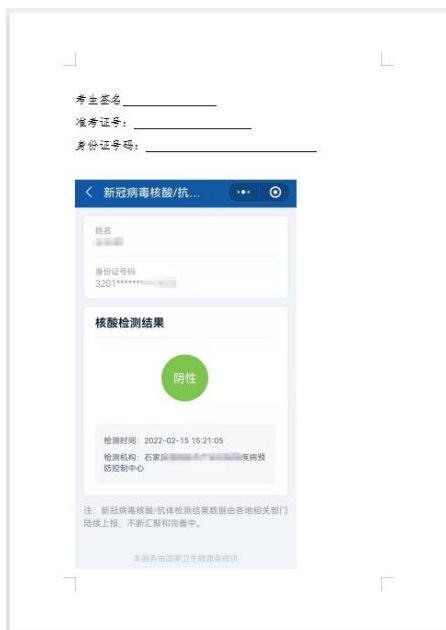 考生签名
准考证号：
身份证号码：
新冠病毒核酸/抗...
姓名
身份证号码
3201*******
核酸检测结果
阴性
检测时间：2022-02-15 15:21:05
检测机构：石家 疾病预
防控制中心
注：新冠病毒核酸/抗体检测结果数据由各地相关部门
陆续上报，不断汇聚和完善中。
本服务由国家卫生健康委提供